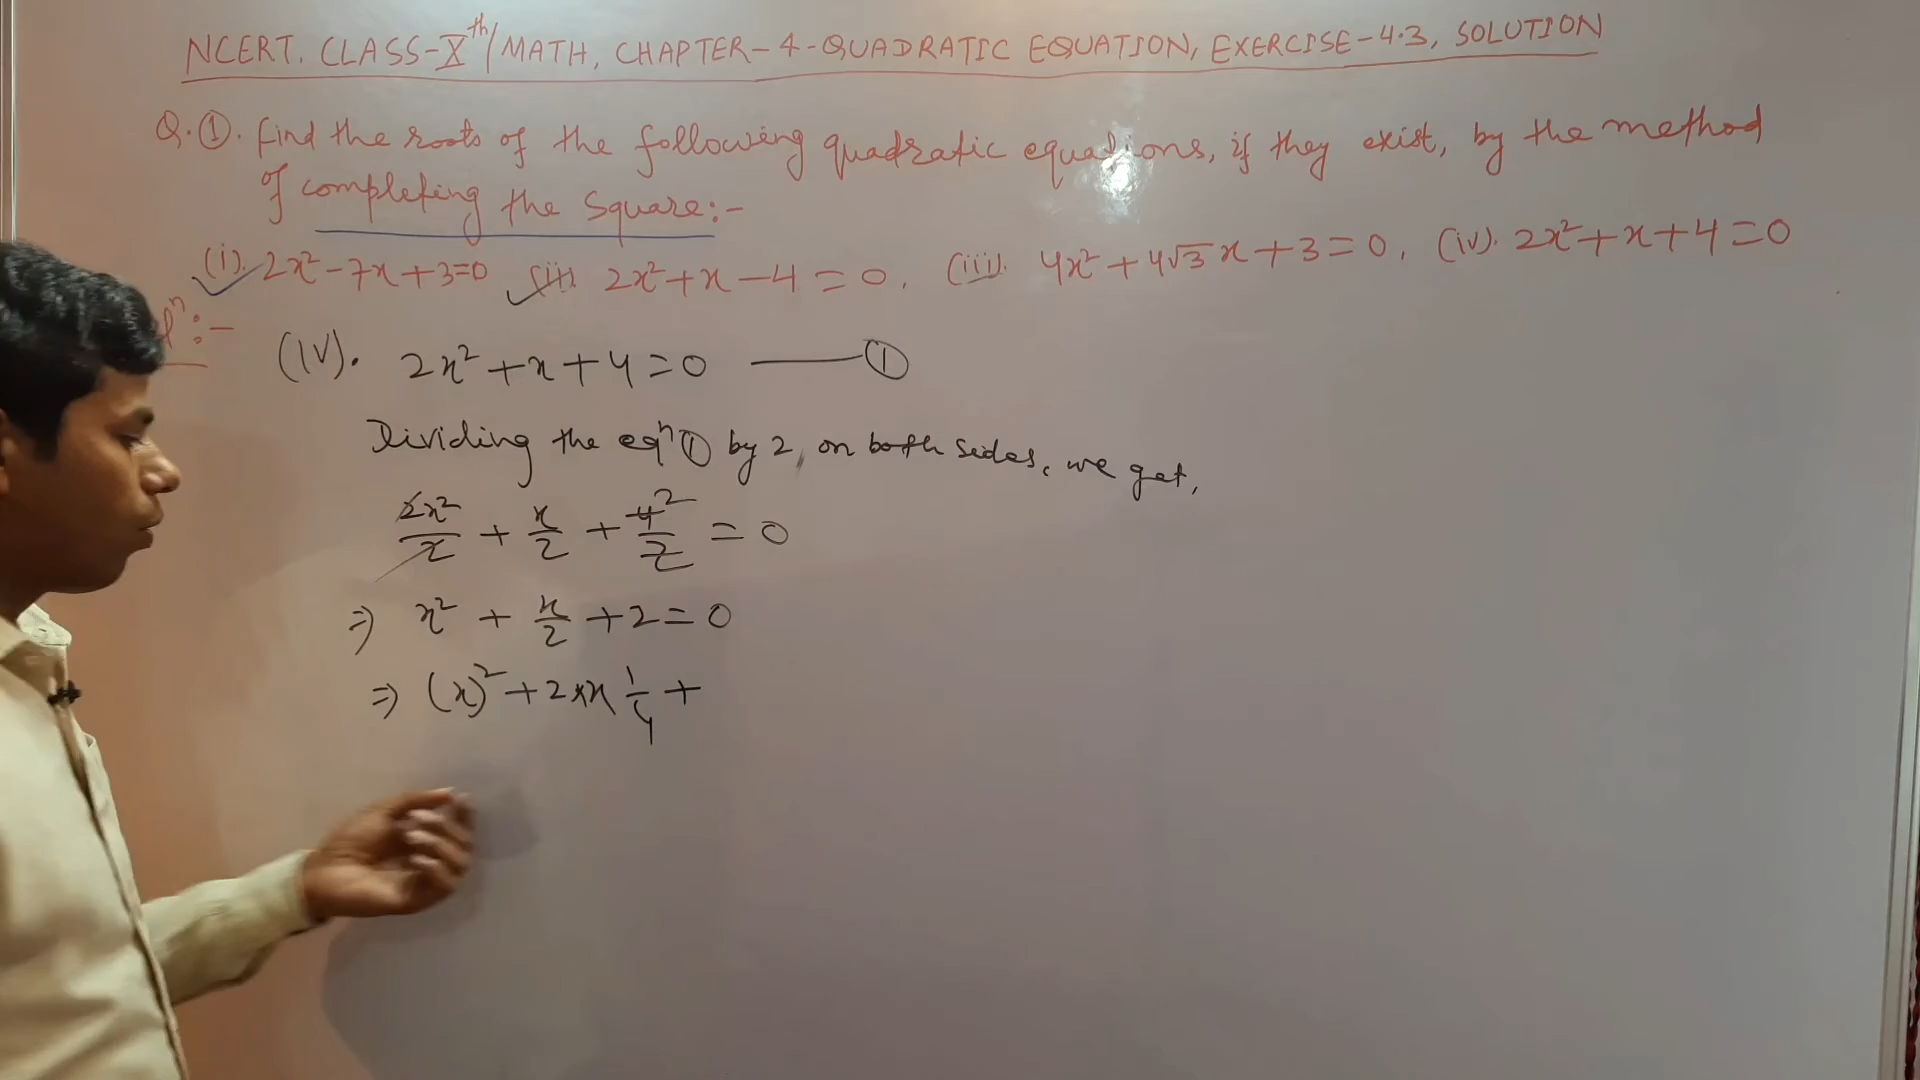 NCERT. CLASS-Xth/MATH, CHAPTER-4-QUADRATIC EQUATION, EXERCISE-4.3, SOLUTION
Q.①. Find the roots of the following quadratic equations, if they exist, by the method
of completing the square:-
(i). 2x²-7x+3=0 (ii). 2x²+x-4=0, (iii). 4x²+4√3x+3=0, (iv). 2x²+x+4=0
lⁿ:-
(iv). 2x²+x+4=0 —— ①
Dividing the eqⁿ ① by 2, on both sides, we get,
2x²/2 + x/2 + 4²/2 = 0
⇒ x² + x/2 + 2 = 0
⇒ (x)² + 2×x 1/4 +